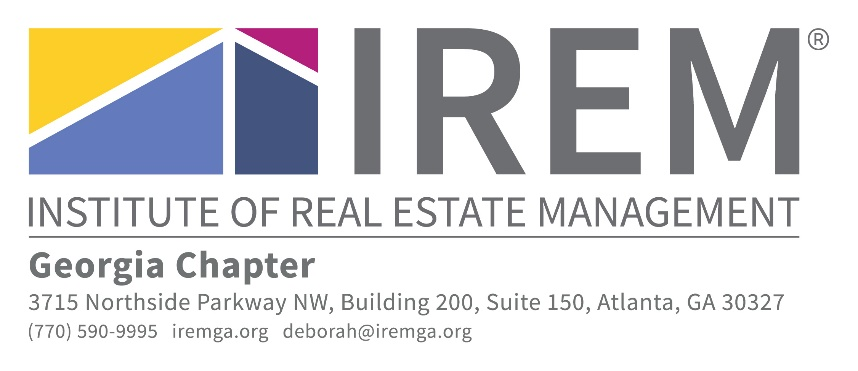 IREM®
INSTITUTE OF REAL ESTATE MANAGEMENT
Georgia Chapter
3715 Northside Parkway NW, Building 200, Suite 150, Atlanta, GA 30327
(770) 590-9995 iremga.org deborah@iremga.org